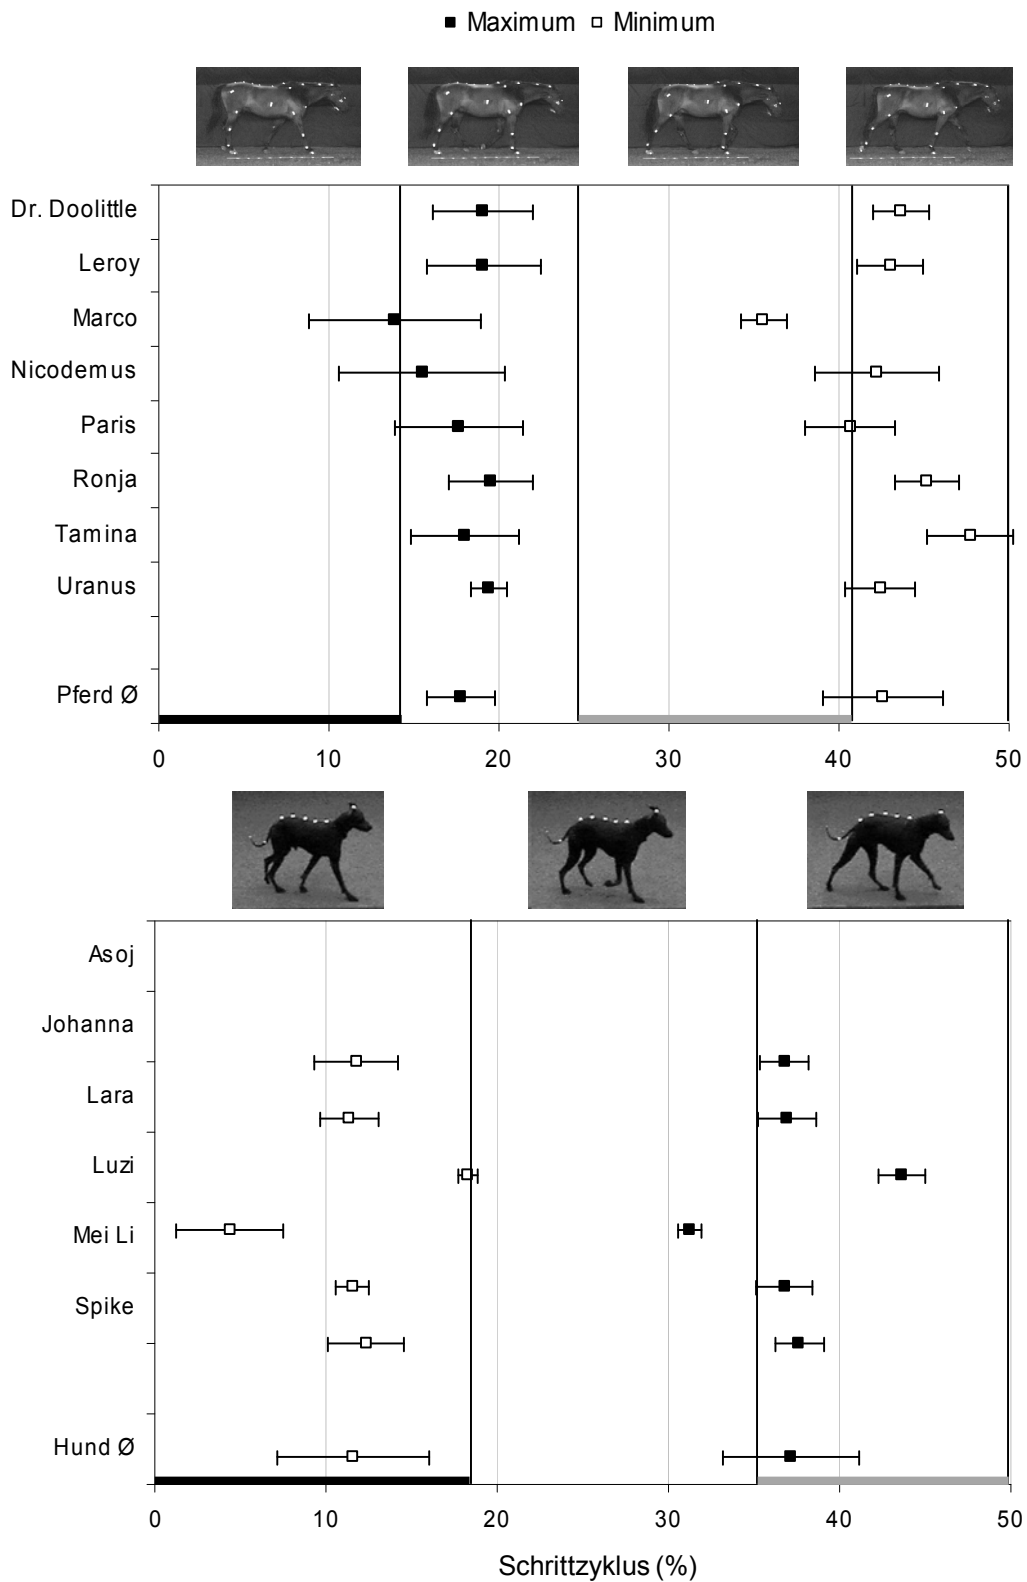 Maximum Minimum
Dr. Doolittle
Leroy
Marco
Nicodemus
Paris
Ronja
Tamina
Uranus
Pferd Ø
0 10 20 30 40 50
Asoj
Johanna
Lara
Luzi
Mei Li
Spike
Hund Ø
0 10 20 30 40 50
Schrittzyklus (%)